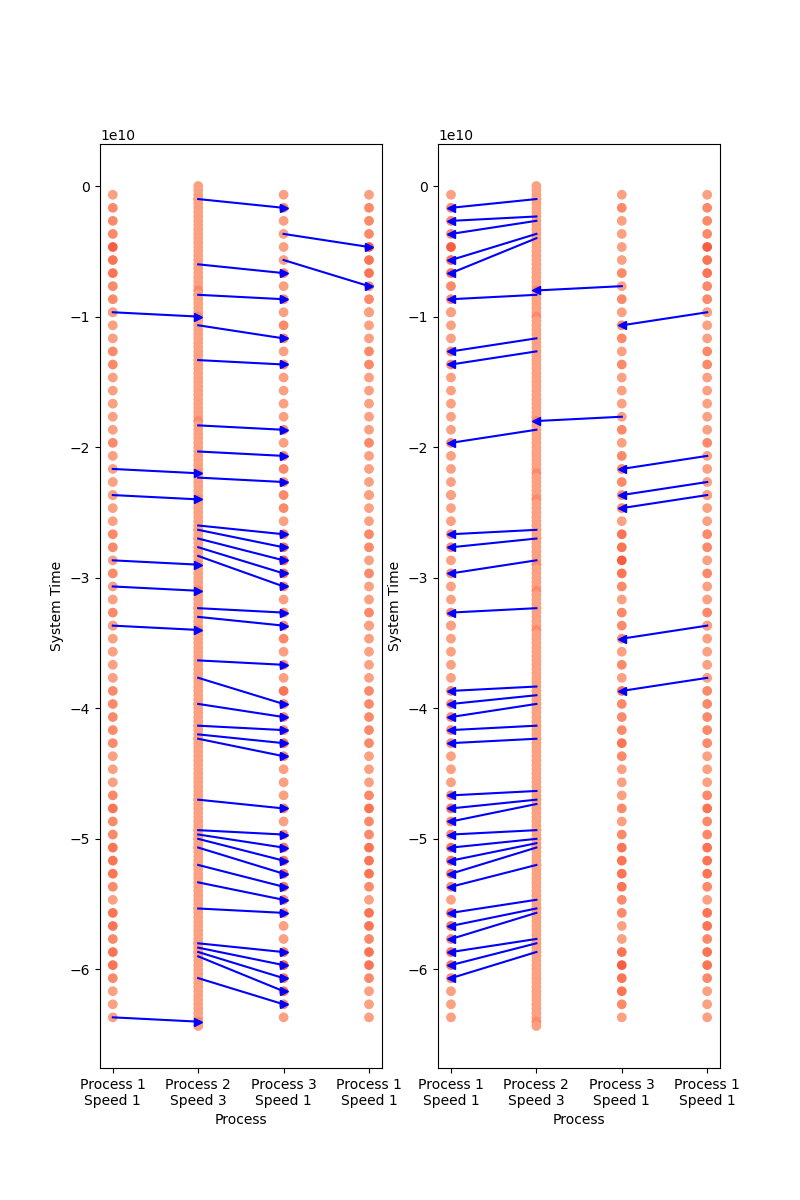 1e10
1e10
0
−1
−2
−3
−4
−5
−6
System Time
Process 1
Speed 1
Process 2
Speed 3
Process 3
Speed 1
Process 1
Speed 1
Process
0
−1
−2
−3
−4
−5
−6
System Time
Process 1
Speed 1
Process 2
Speed 3
Process 3
Speed 1
Process 1
Speed 1
Process